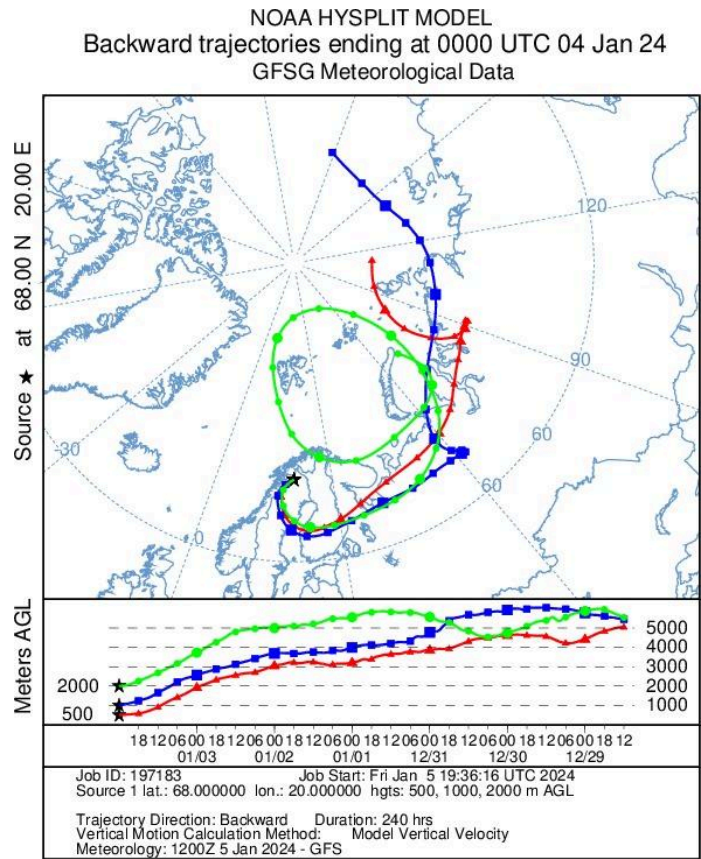 NOAA HYSPLIT MODEL
Backward trajectories ending at 0000 UTC 04 Jan 24
GFSG Meteorological Data
Source ★ at 68.00 N 20.00 E
120
90
60
60
30
0
-30
Meters AGL
2000
500
5000
4000
3000
2000
1000
18 12 06 00 18 12 06 00 18 12 06 00 18 12 06 00 18 12 06 00 18 12 06 00 18 12
01/03 01/02 01/01 12/31 12/30 12/29
Job ID: 197183 Job Start: Fri Jan 5 19:36:16 UTC 2024
Source 1 lat.: 68.000000 lon.: 20.000000 hgts: 500, 1000, 2000 m AGL
Trajectory Direction: Backward Duration: 240 hrs
Vertical Motion Calculation Method: Model Vertical Velocity
Meteorology: 1200Z 5 Jan 2024 - GFS